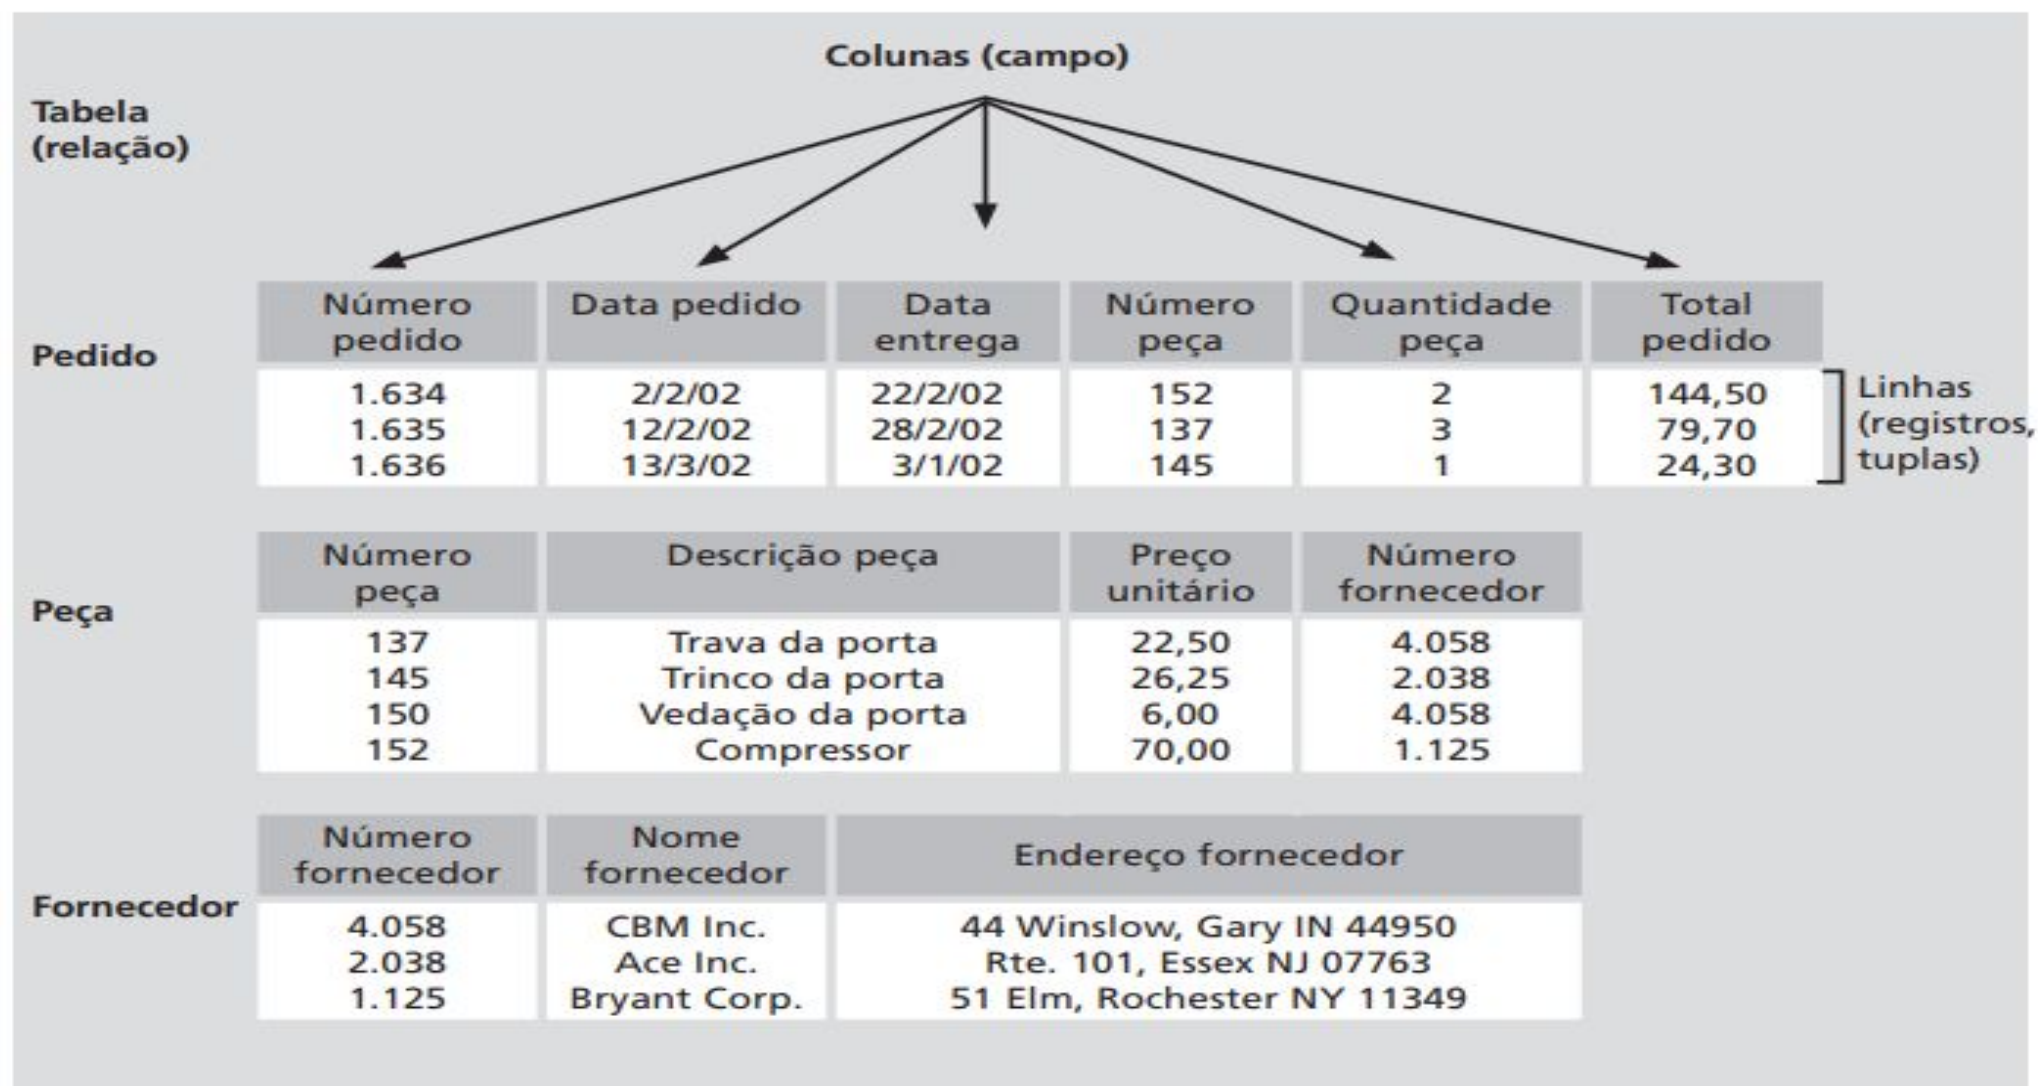 Colunas (campo)
Tabela
(relação)
Pedido
Número pedido Data pedido Data entrega Número peça Quantidade peça Total pedido
1.634 2/2/02 22/2/02 152 2 144,50
1.635 12/2/02 28/2/02 137 3 79,70
1.636 13/3/02 3/1/02 145 1 24,30
Linhas
(registros,
tuplas)
Peça
Número peça Descrição peça Preço unitário Número fornecedor
137 Trava da porta 22,50 4.058
145 Trinco da porta 26,25 2.038
150 Vedação da porta 6,00 4.058
152 Compressor 70,00 1.125
Fornecedor
Número fornecedor Nome fornecedor Endereço fornecedor
4.058 CBM Inc. 44 Winslow, Gary IN 44950
2.038 Ace Inc. Rte. 101, Essex NJ 07763
1.125 Bryant Corp. 51 Elm, Rochester NY 11349